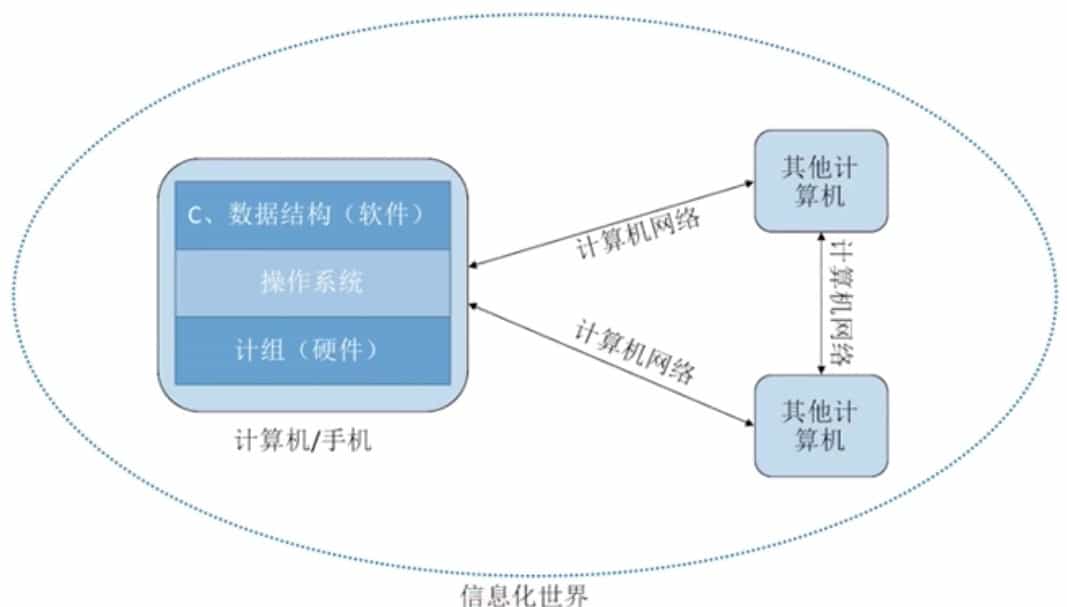 C、数据结构（软件）
操作系统
计组（硬件）
计算机/手机
计算机网络
计算机网络
其他计
算机
计算机网络
其他计
算机
信息化世界